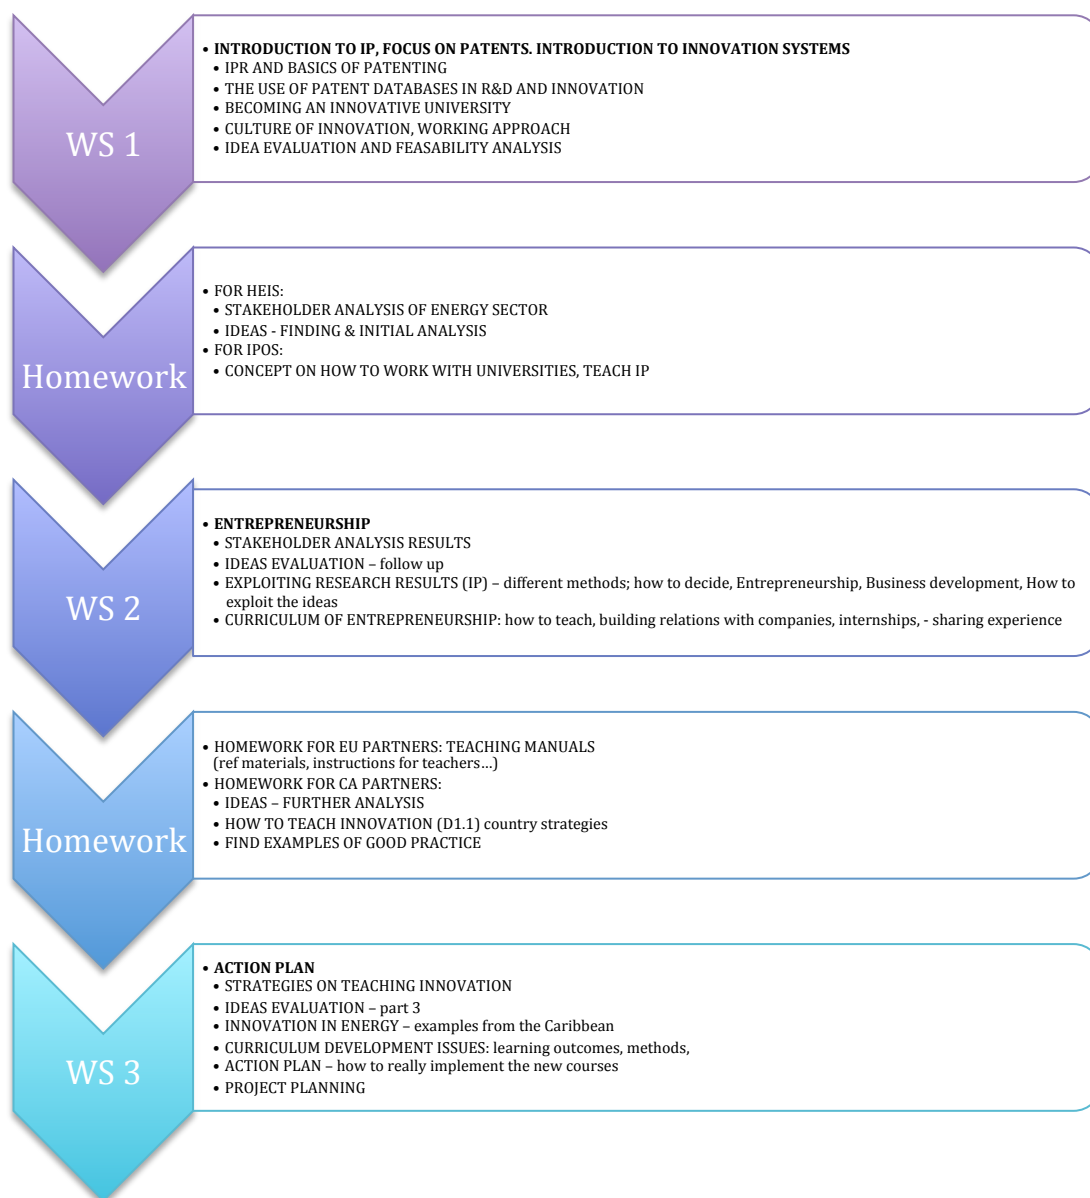 WS 1
• INTRODUCTION TO IP, FOCUS ON PATENTS. INTRODUCTION TO INNOVATION SYSTEMS
• IPR AND BASICS OF PATENTING
• THE USE OF PATENT DATABASES IN R&D AND INNOVATION
• BECOMING AN INNOVATIVE UNIVERSITY
• CULTURE OF INNOVATION, WORKING APPROACH
• IDEA EVALUATION AND FEASABILITY ANALYSIS
Homework
• FOR HEIS:
• STAKEHOLDER ANALYSIS OF ENERGY SECTOR
• IDEAS - FINDING & INITIAL ANALYSIS
• FOR IPOS:
• CONCEPT ON HOW TO WORK WITH UNIVERSITIES, TEACH IP
WS 2
• ENTREPRENEURSHIP
• STAKEHOLDER ANALYSIS RESULTS
• IDEAS EVALUATION – follow up
• EXPLOITING RESEARCH RESULTS (IP) – different methods; how to decide, Entrepreneurship, Business development, How to
exploit the ideas
• CURRICULUM OF ENTREPRENEURSHIP: how to teach, building relations with companies, internships, - sharing experience
Homework
• HOMEWORK FOR EU PARTNERS: TEACHING MANUALS
(ref materials, instructions for teachers…)
• HOMEWORK FOR CA PARTNERS:
• IDEAS – FURTHER ANALYSIS
• HOW TO TEACH INNOVATION (D1.1) country strategies
• FIND EXAMPLES OF GOOD PRACTICE
WS 3
• ACTION PLAN
• STRATEGIES ON TEACHING INNOVATION
• IDEAS EVALUATION – part 3
• INNOVATION IN ENERGY – examples from the Caribbean
• CURRICULUM DEVELOPMENT ISSUES: learning outcomes, methods,
• ACTION PLAN – how to really implement the new courses
• PROJECT PLANNING